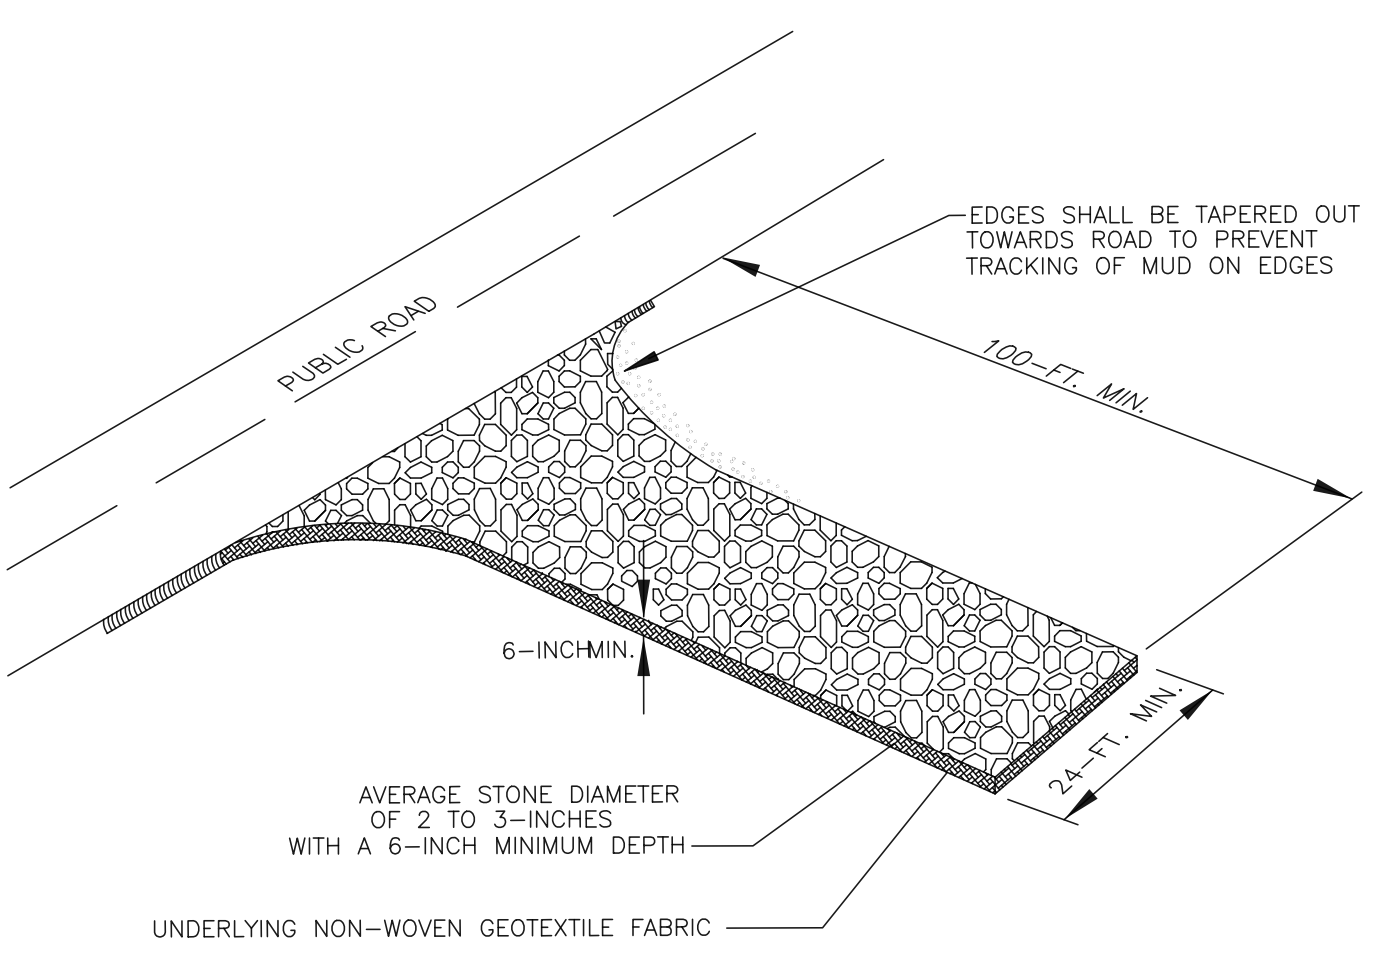 EDGES SHALL BE TAPERED OUT
TOWARDS ROAD TO PREVENT
TRACKING OF MUD ON EDGES
PUBLIC ROAD
100-FT. MIN.
6-INCH MIN.
24-FT. MIN.
AVERAGE STONE DIAMETER
OF 2 TO 3-INCHES
WITH A 6-INCH MINIMUM DEPTH
UNDERLYING NON-WOVEN GEOTEXTILE FABRIC